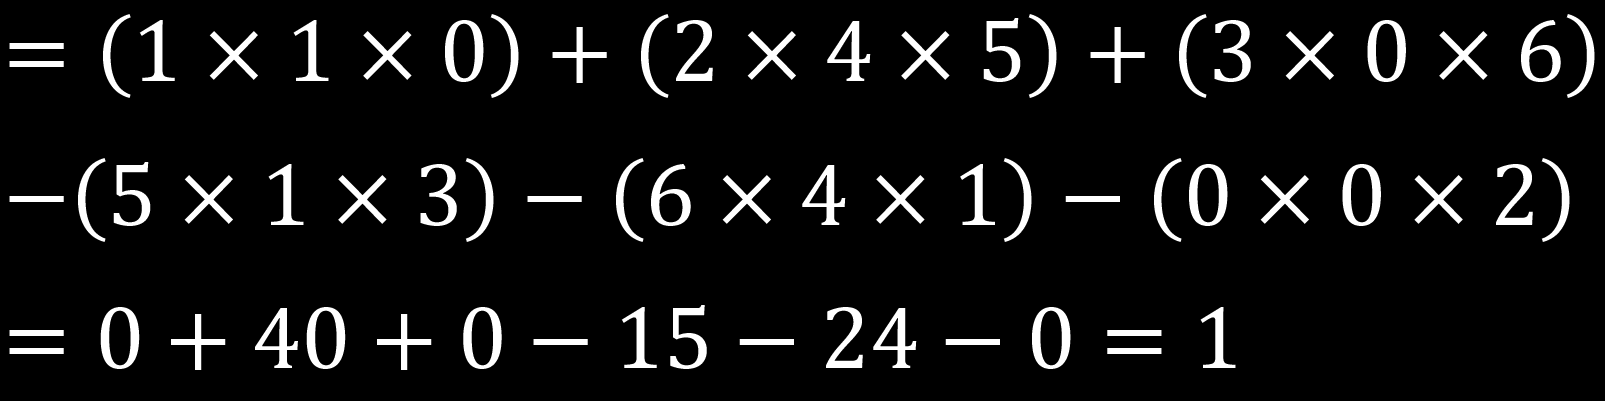 = (1 × 1 × 0) + (2 × 4 × 5) + (3 × 0 × 6)
−(5 × 1 × 3) − (6 × 4 × 1) − (0 × 0 × 2)
= 0 + 40 + 0 − 15 − 24 − 0 = 1